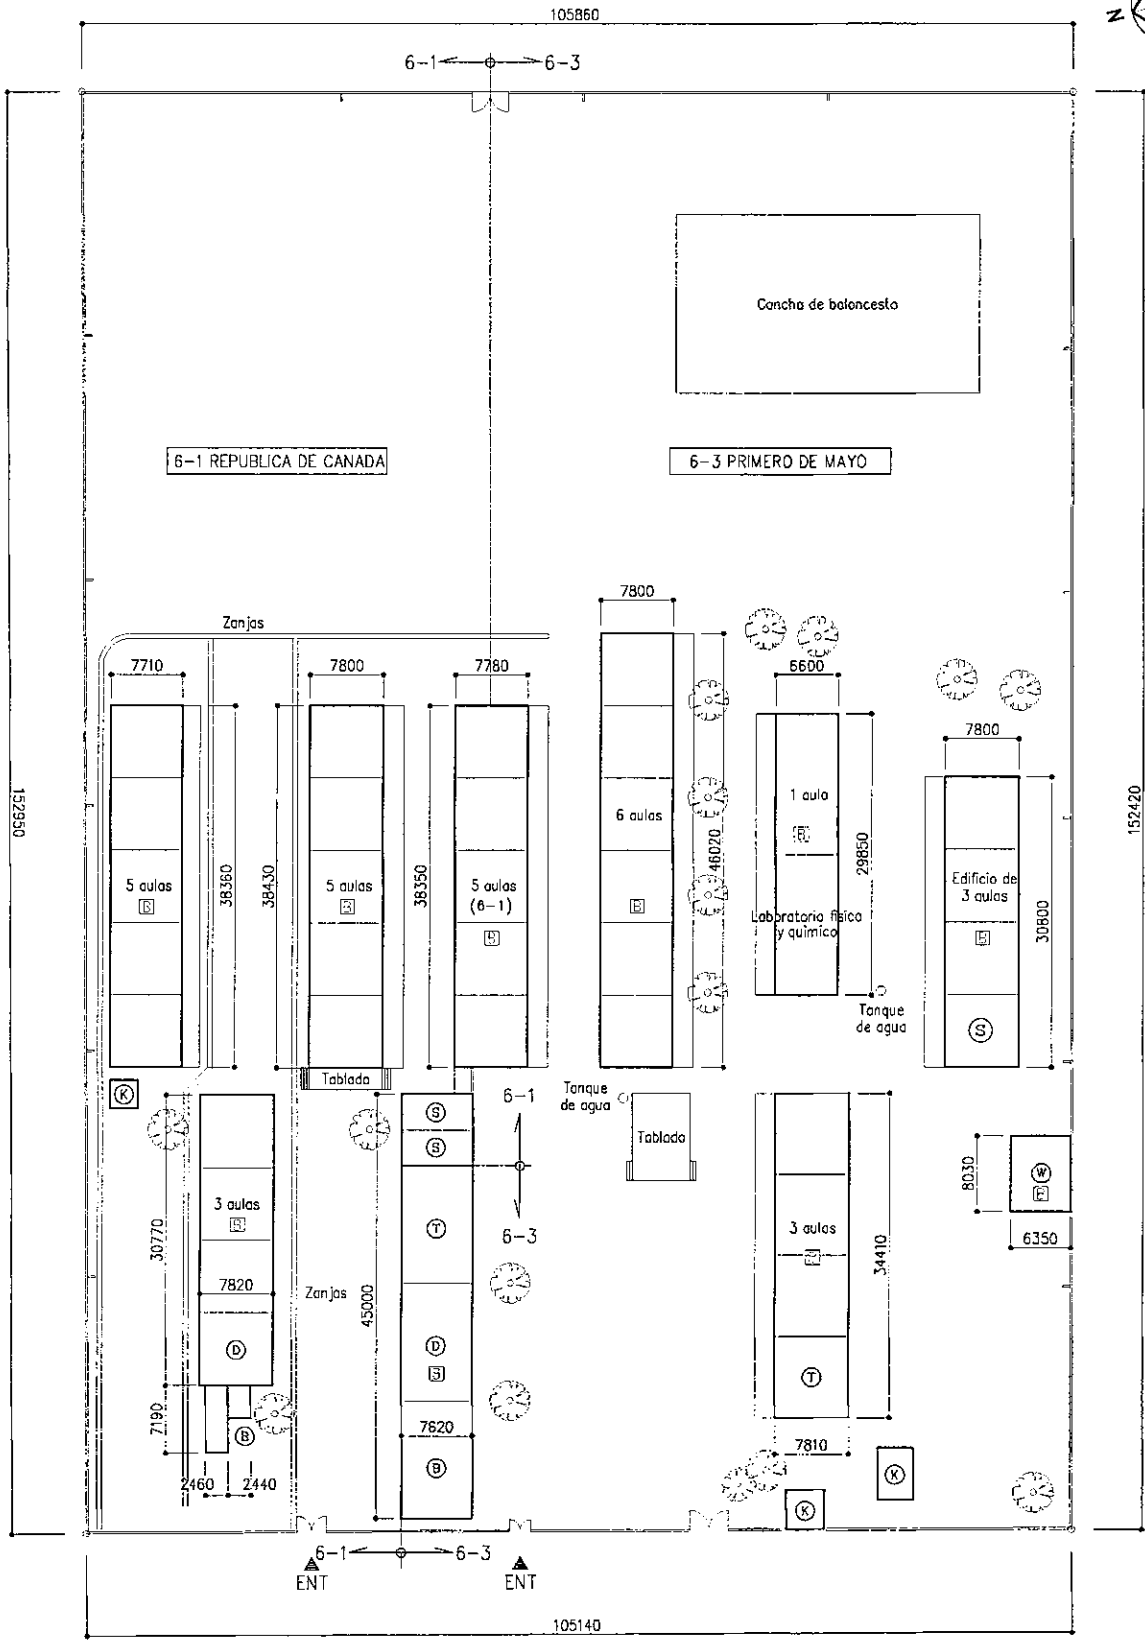 105860
N
6-1
6-3
Cancha de baloncesto
6-1 REPUBLICA DE CANADA
6-3 PRIMERO DE MAYO
152950
152420
Zanjas
7710
7800
7780
7800
6600
7800
38360
38430
38350
46020
29850
30800
5 aulas
B
5 aulas
B
5 aulas
(6-1)
B
6 aulas
B
1 aula
B
Laboratorio fisica
y quimico
Edificio de
3 aulas
B
S
Tanque
de agua
K
Tablado
S
S
6-1
6-3
Tanque
de agua
Tablado
8030
W
B
6350
30770
3 aulas
B
7820
D
Zanjas
45000
T
D
B
3 aulas
T
34410
7190
B
2460
2440
7620
B
7810
K
K
6-1
6-3
ENT
ENT
105140